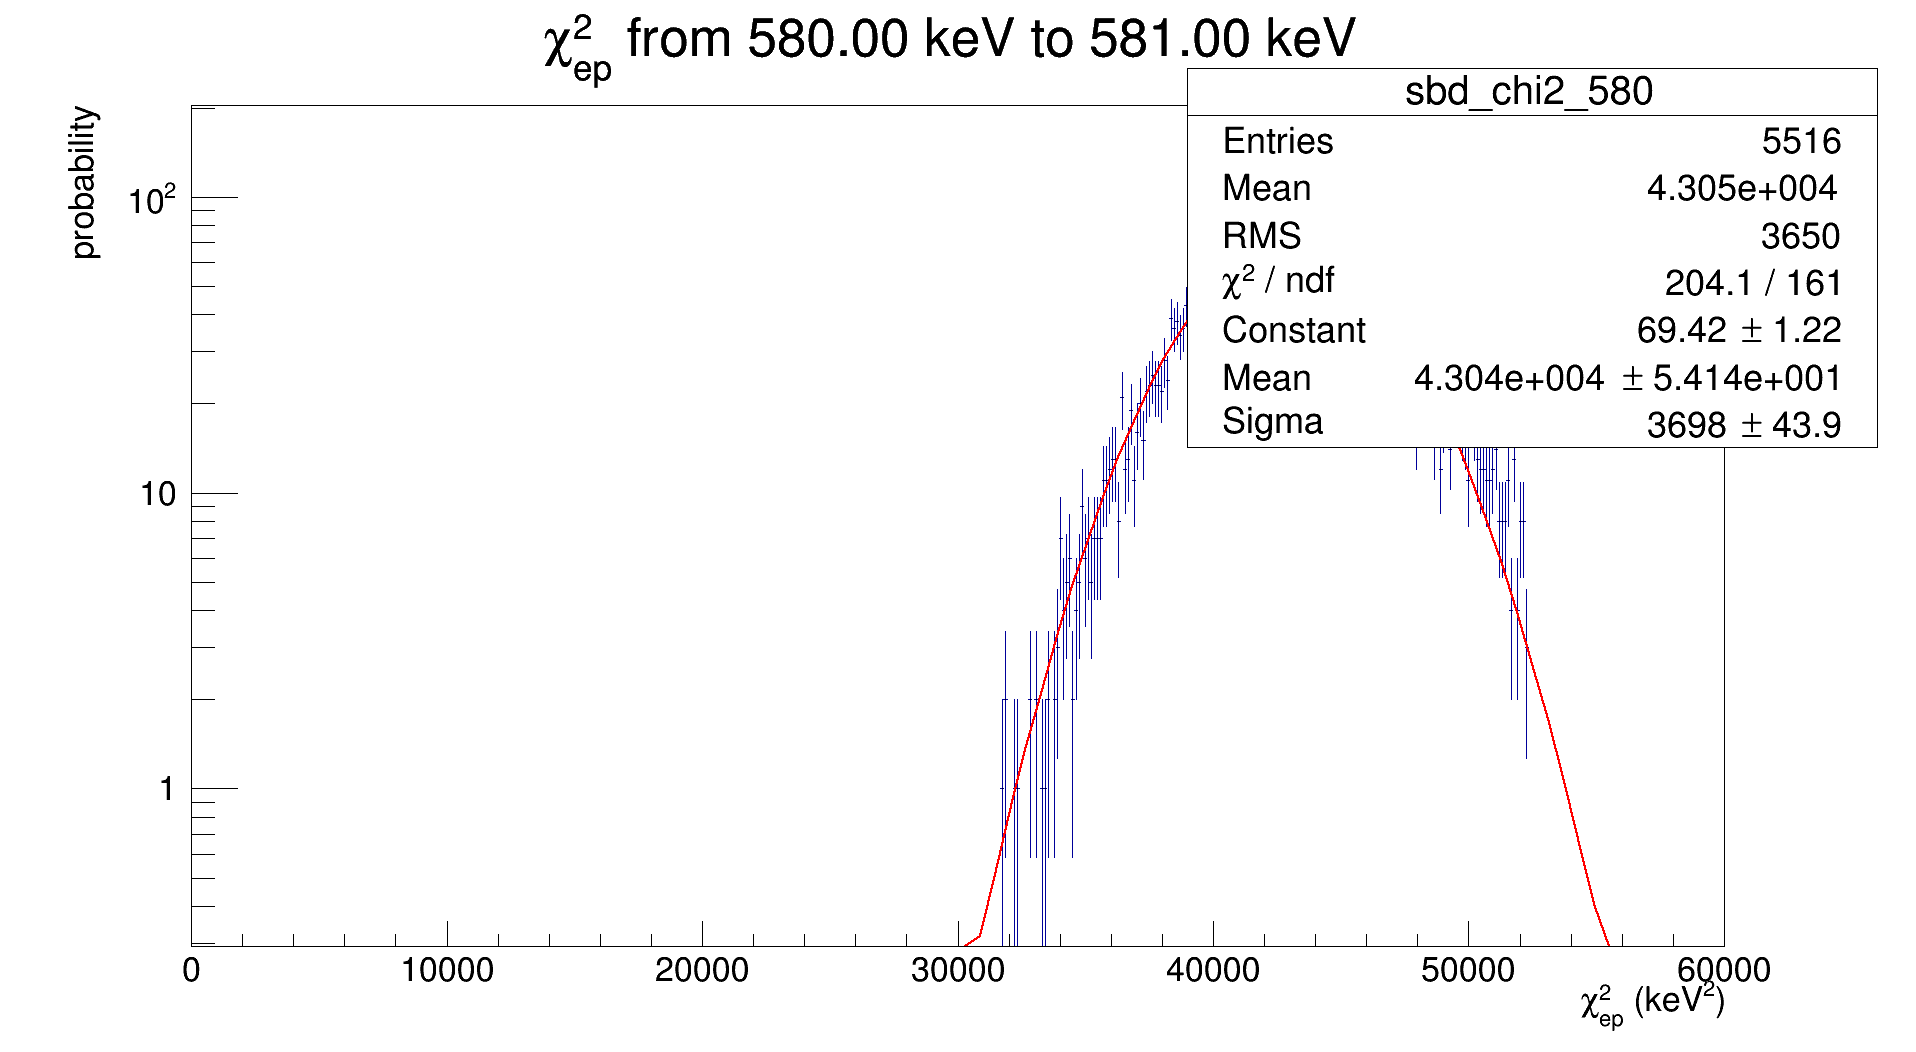 χ²ep from 580.00 keV to 581.00 keV
sbd_chi2_580
Entries 5516
Mean 4.305e+004
RMS 3650
χ² / ndf 204.1 / 161
Constant 69.42 ± 1.22
Mean 4.304e+004 ± 5.414e+001
Sigma 3698 ± 43.9
probability
10²
10
1
0 10000 20000 30000 40000 50000 60000
χ²ep (keV²)